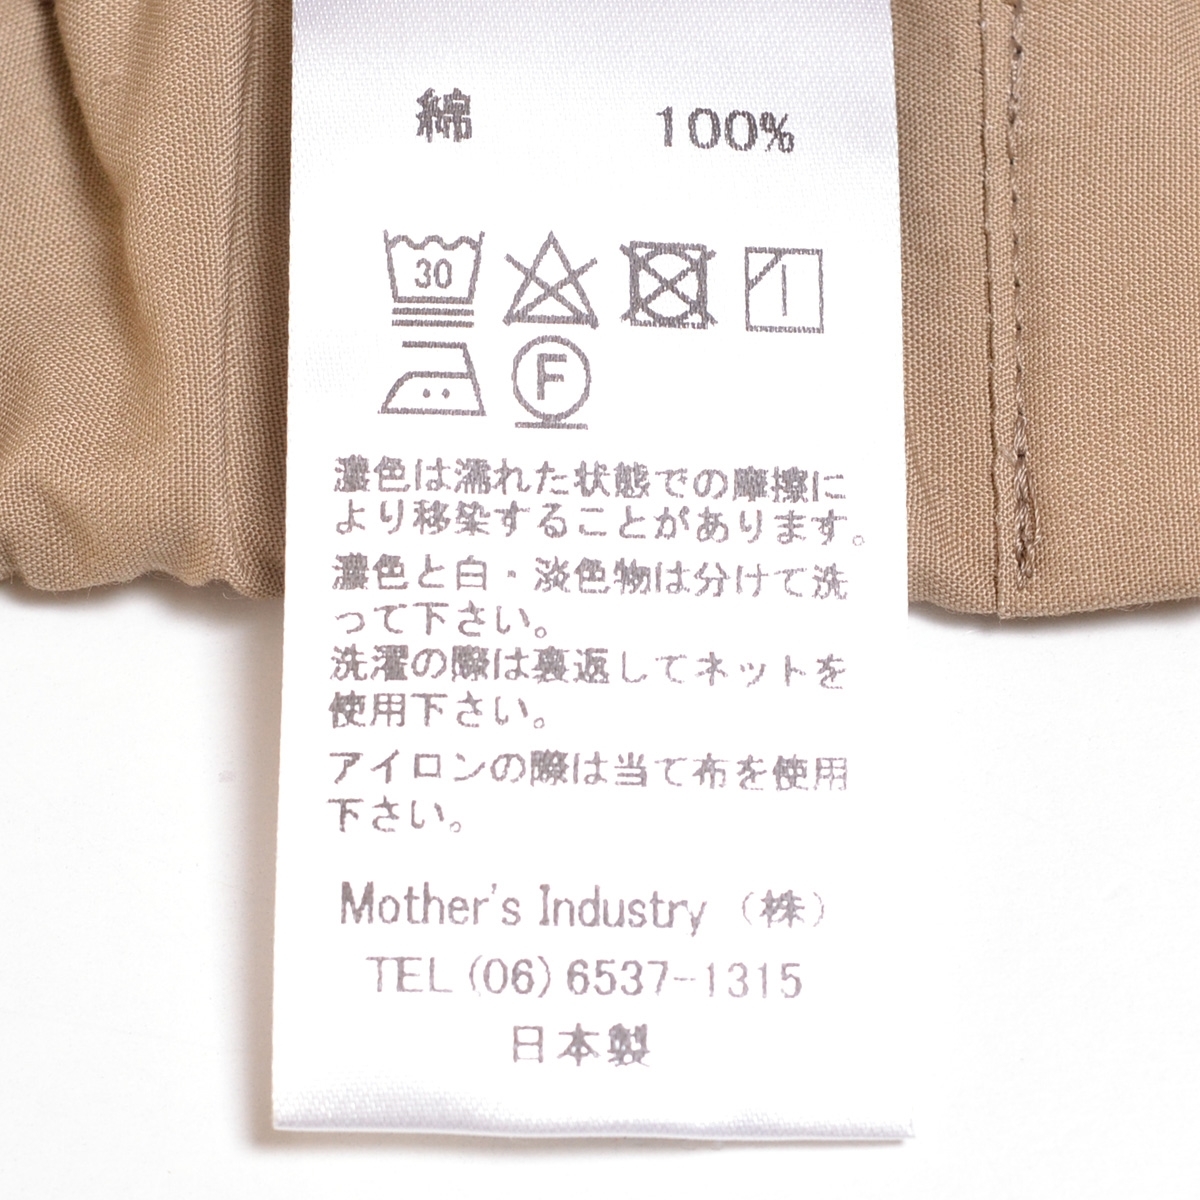 綿 100%
30
F
濃色は濡れた状態での摩擦に
より移染することがあります。
濃色と白・淡色物は分けて洗
って下さい。
洗濯の際は裏返してネットを
使用下さい。
アイロンの際は当て布を使用
下さい。
Mother's Industry (株)
TEL(06)6537-1315
日本製